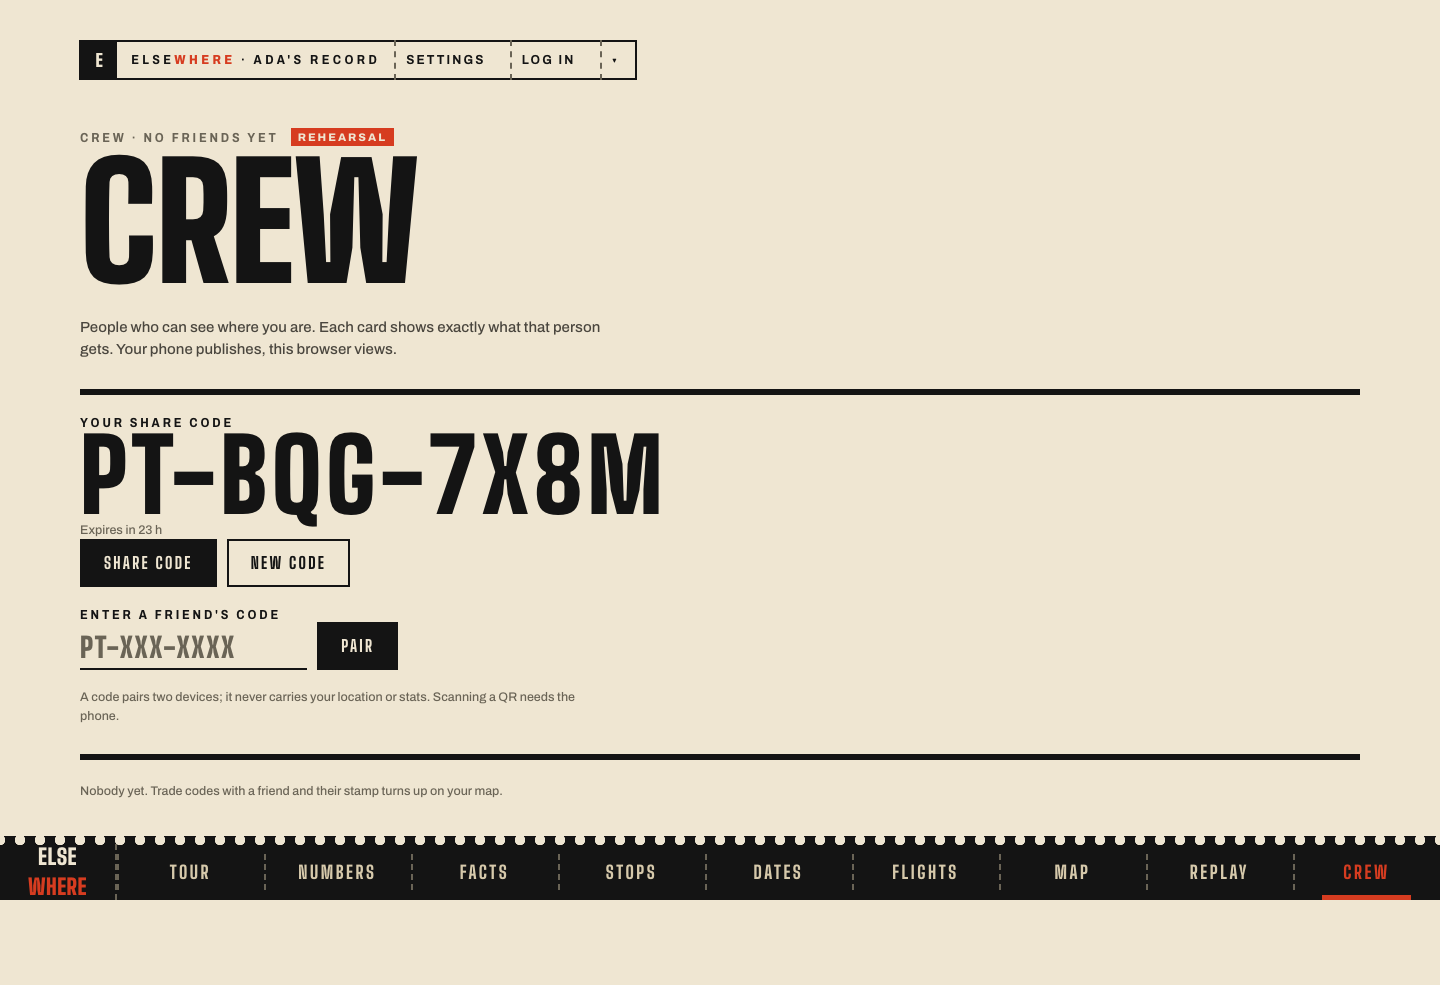 E
ELSEWHERE · ADA'S RECORD
SETTINGS
LOG IN
▾
CREW · NO FRIENDS YET
REHEARSAL
CREW
People who can see where you are. Each card shows exactly what that person
gets. Your phone publishes, this browser views.
YOUR SHARE CODE
PT-BQG-7X8M
Expires in 23 h
SHARE CODE
NEW CODE
ENTER A FRIEND'S CODE
PT-XXX-XXXX
PAIR
A code pairs two devices; it never carries your location or stats. Scanning a QR needs the
phone.
Nobody yet. Trade codes with a friend and their stamp turns up on your map.
ELSE
WHERE
TOUR
NUMBERS
FACTS
STOPS
DATES
FLIGHTS
MAP
REPLAY
CREW